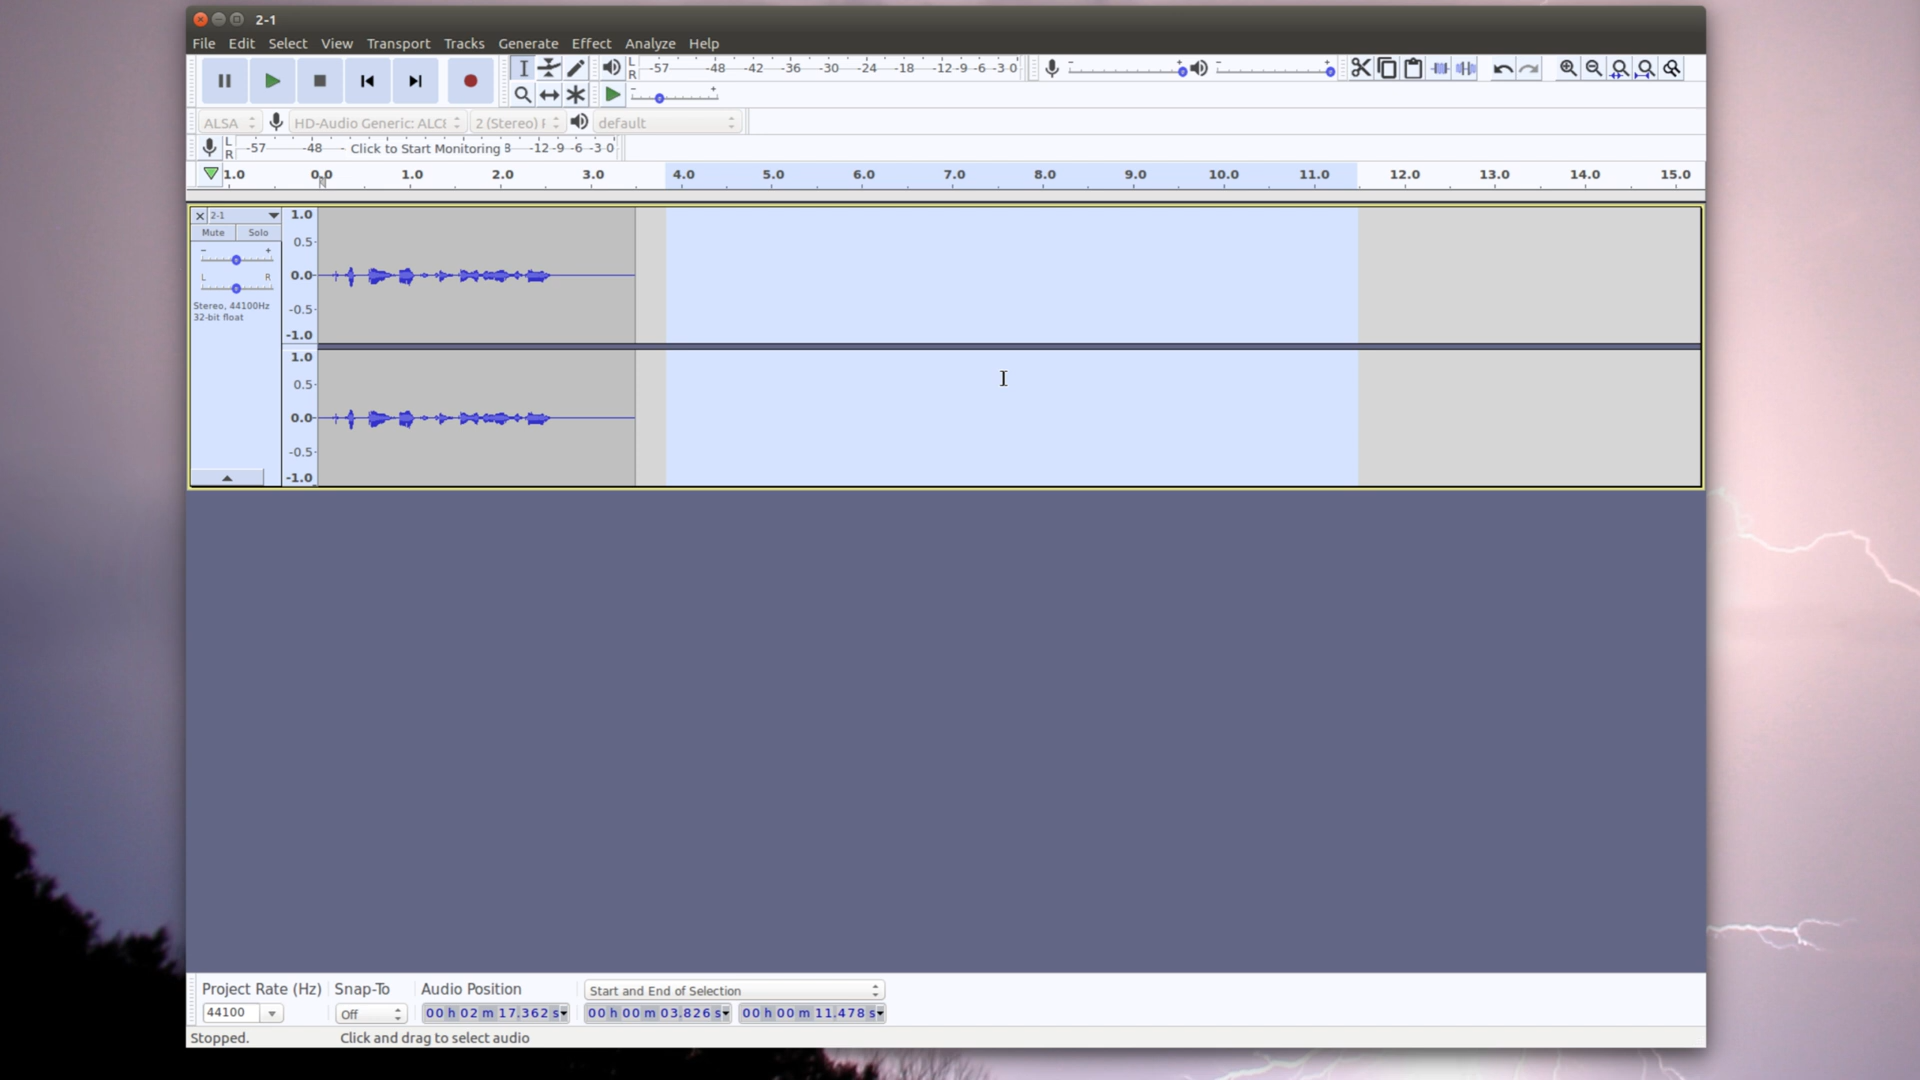 2-1
File Edit Select View Transport Tracks Generate Effect Analyze Help
L
R
-57 -48 -42 -36 -30 -24 -18 -12 -9 -6 -3 0
- + - +
- +
ALSA HD-Audio Generic: ALC 2 (Stereo) default
L
R
-57 -48 - Click to Start Monitoring -12 -9 -6 -3 0
1.0 0.0 1.0 2.0 3.0 4.0 5.0 6.0 7.0 8.0 9.0 10.0 11.0 12.0 13.0 14.0 15.0
2-1
Mute Solo
- +
L R
Stereo, 44100Hz
32-bit float
1.0
0.5-
0.0-
-0.5-
-1.0
1.0
0.5-
0.0-
-0.5-
-1.0
Project Rate (Hz) Snap-To Audio Position Start and End of Selection
44100 Off 00 h 02 m 17.362 s 00 h 00 m 03.826 s 00 h 00 m 11.478 s
Stopped. Click and drag to select audio